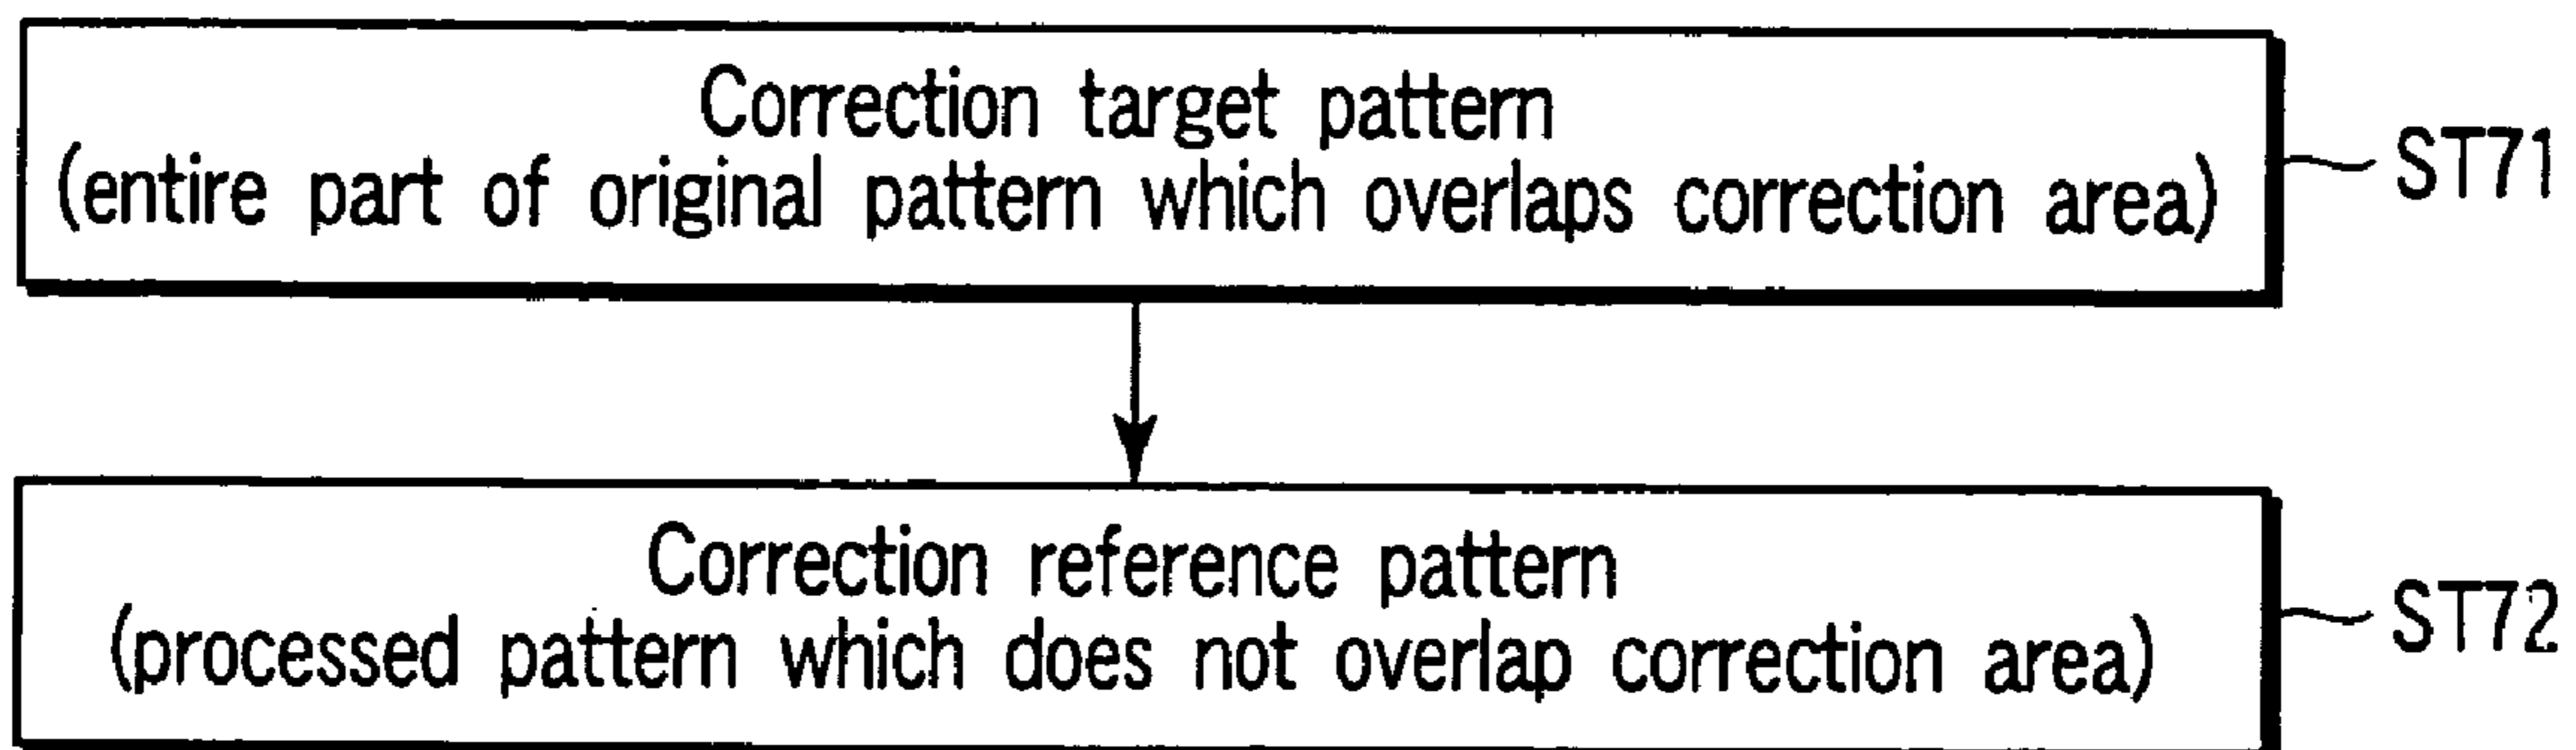 Correction target pattern
(entire part of original pattern which overlaps correction area)
ST71
Correction reference pattern
(processed pattern which does not overlap correction area)
ST72